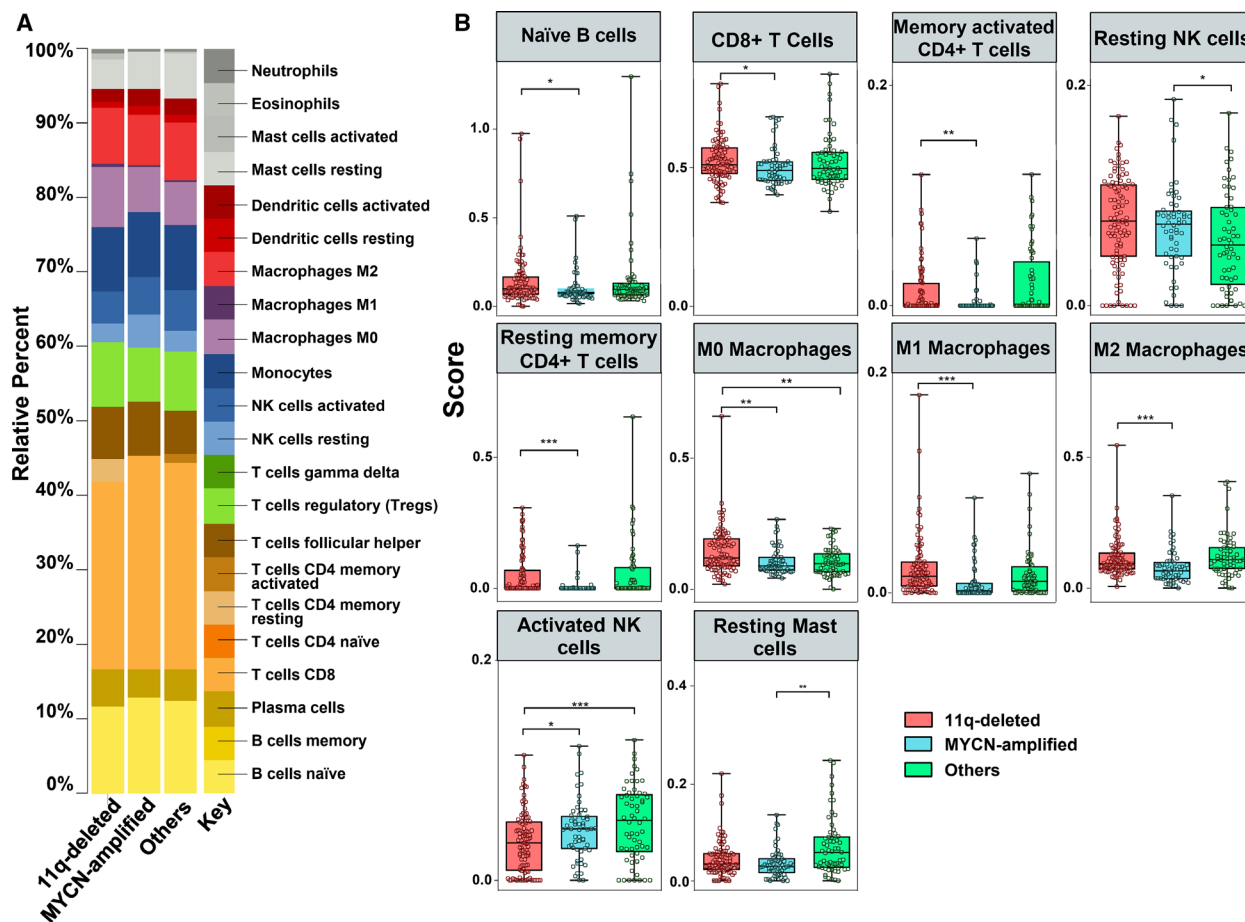 A
100%
90%
80%
70%
60%
50%
40%
30%
20%
10%
0%
Relative Percent
11q-deleted
MYCN-amplified
Others
Key
Neutrophils
Eosinophils
Mast cells activated
Mast cells resting
Dendritic cells activated
Dendritic cells resting
Macrophages M2
Macrophages M1
Macrophages M0
Monocytes
NK cells activated
NK cells resting
T cells gamma delta
T cells regulatory (Tregs)
T cells follicular helper
T cells CD4 memory
activated
T cells CD4 memory
resting
T cells CD4 naïve
T cells CD8
Plasma cells
B cells memory
B cells naïve
B
Score
Naïve B cells
*
1.0
0.5
0.0
CD8+ T Cells
*
0.5
0.0
Memory activated
CD4+ T cells
0.2
**
0.0
Resting NK cells
0.2
*
0.0
Resting memory
CD4+ T cells
0.5
***
0.0
M0 Macrophages
**
**
0.5
0.0
M1 Macrophages
0.2
***
0.0
M2 Macrophages
***
0.5
0.0
Activated NK
cells
0.2
***
*
0.0
Resting Mast
cells
0.4
**
0.2
0.0
11q-deleted
MYCN-amplified
Others